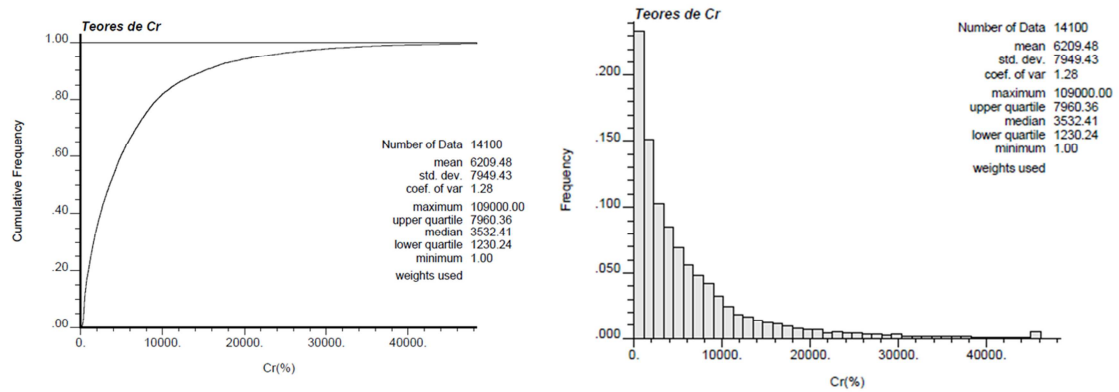 Teores de Cr
Cumulative Frequency
1.00
.80
.60
.40
.20
.00
0. 10000. 20000. 30000. 40000.
Cr(%)
Number of Data 14100
mean 6209.48
std. dev. 7949.43
coef. of var 1.28
maximum 109000.00
upper quartile 7960.36
median 3532.41
lower quartile 1230.24
minimum 1.00
weights used
Teores de Cr
Frequency
.200
.150
.100
.050
.000
0. 10000. 20000. 30000. 40000.
Cr(%)
Number of Data 14100
mean 6209.48
std. dev. 7949.43
coef. of var 1.28
maximum 109000.00
upper quartile 7960.36
median 3532.41
lower quartile 1230.24
minimum 1.00
weights used